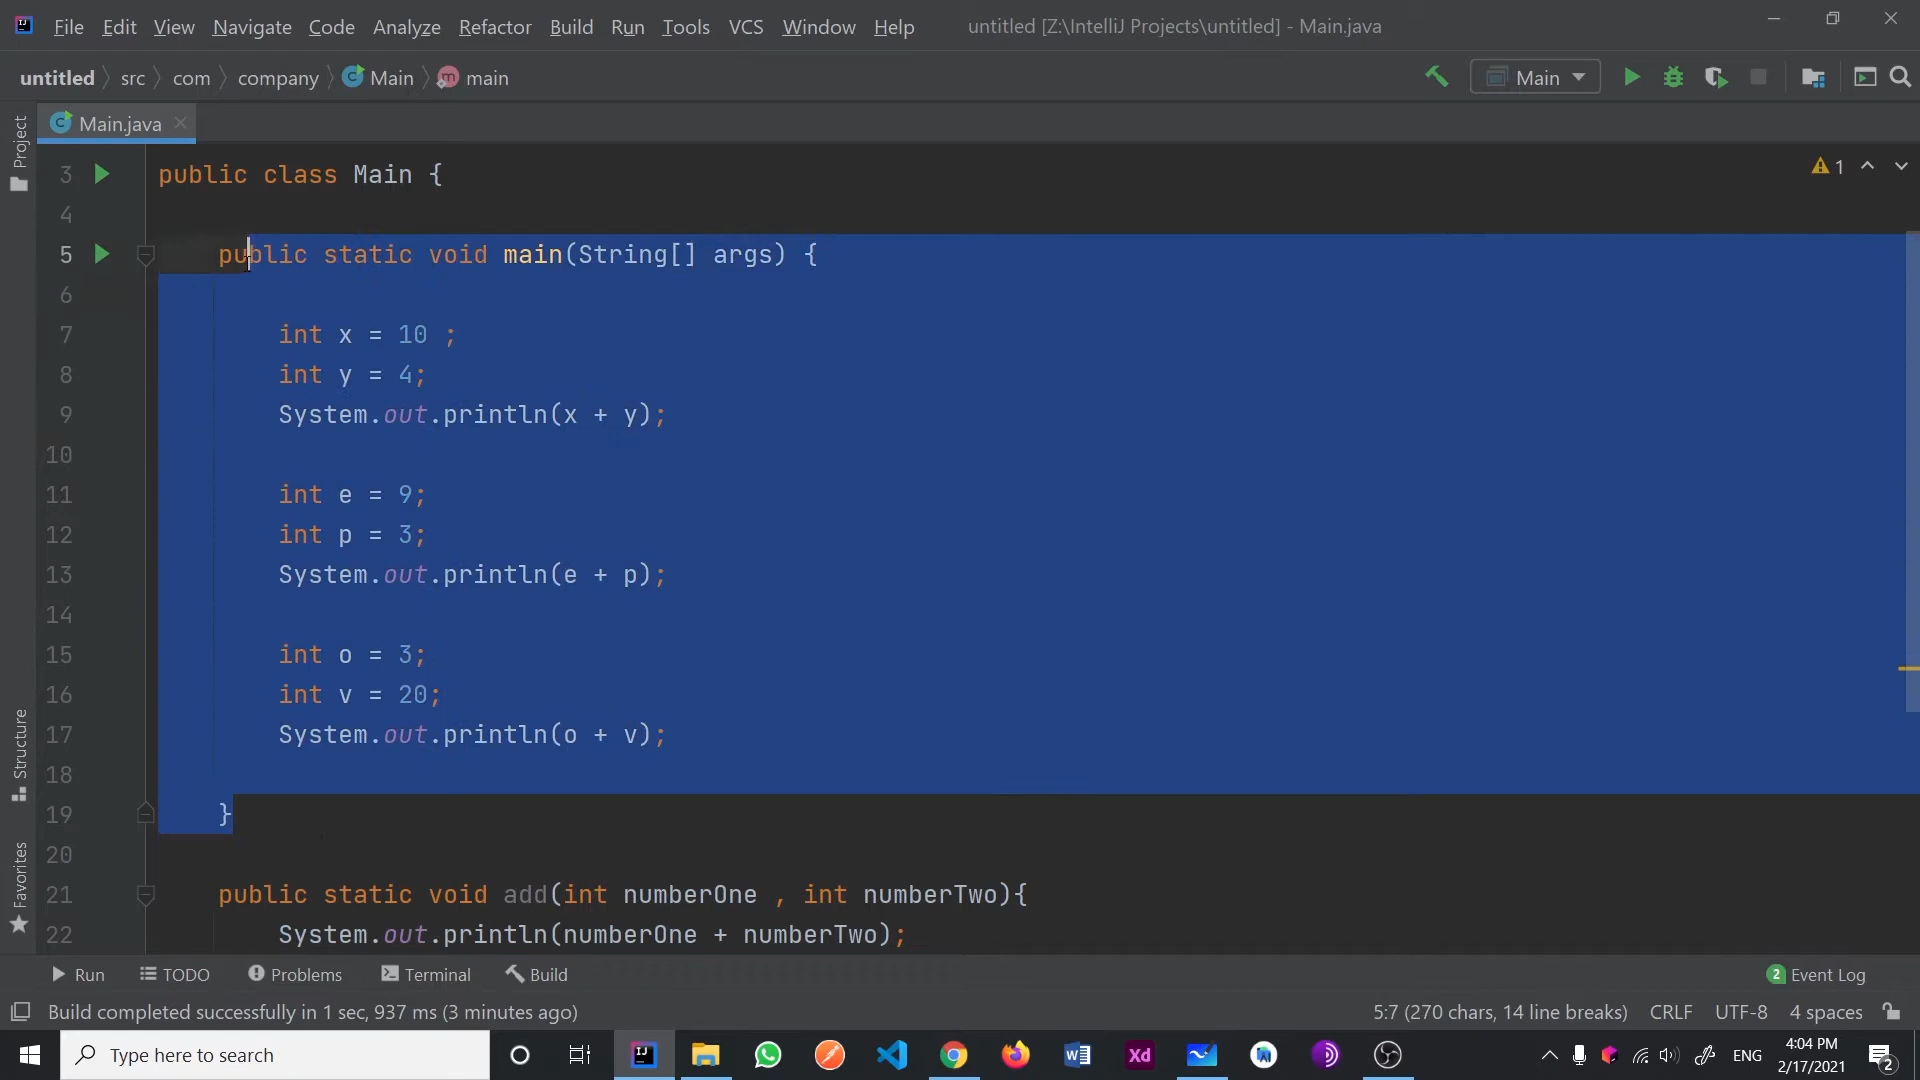 File Edit View Navigate Code Analyze Refactor Build Run Tools VCS Window Help untitled [Z:\IntelliJ Projects\untitled] - Main.java
untitled src com company Main main Main
Main.java
Project
3 public class Main {
1
4
5 public static void main(String[] args) {
6
7 int x = 10 ;
8 int y = 4;
9 System.out.println(x + y);
10
11 int e = 9;
12 int p = 3;
13 System.out.println(e + p);
14
15 int o = 3;
16 int v = 20;
17 System.out.println(o + v);
18
19 }
20
21 public static void add(int numberOne , int numberTwo){
22 System.out.println(numberOne + numberTwo);
Structure
Favorites
Run TODO Problems Terminal Build 2 Event Log
Build completed successfully in 1 sec, 937 ms (3 minutes ago) 5:7 (270 chars, 14 line breaks) CRLF UTF-8 4 spaces
Type here to search ENG 4:04 PM
2/17/2021 2